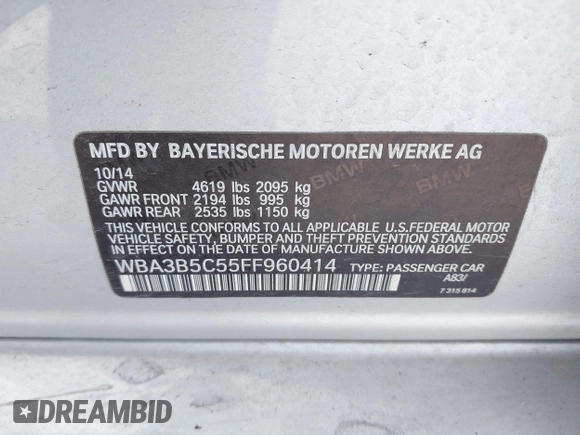 MFD BY BAYERISCHE MOTOREN WERKE AG
10/14
GVWR 4619 lbs 2095 kg
GAWR FRONT 2194 lbs 995 kg
GAWR REAR 2535 lbs 1150 kg
THIS VEHICLE CONFORMS TO ALL APPLICABLE U.S.FEDERAL MOTOR
VEHICLE SAFETY, BUMPER AND THEFT PREVENTION STANDARDS IN
EFFECT ON THE DATE OF MANUFACTURE SHOWN ABOVE.
WBA3B5C55FF960414 TYPE: PASSENGER CAR
A83/
7 315 814
DREAMBID